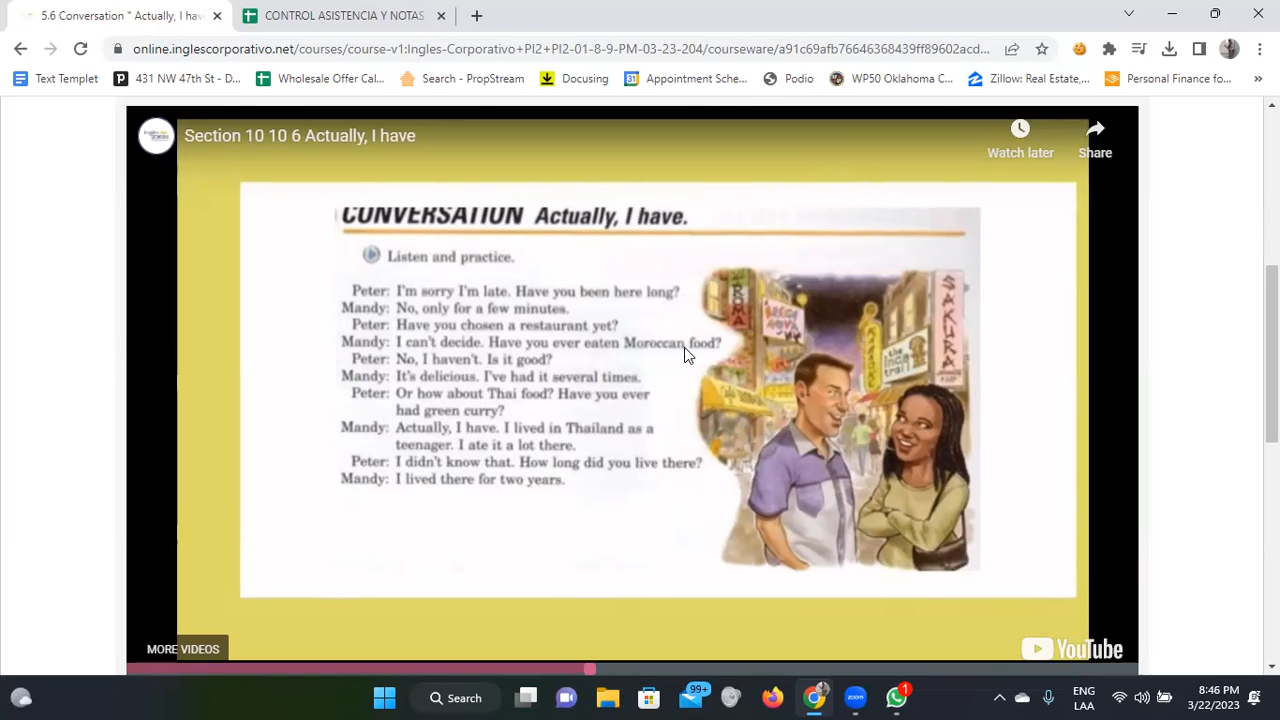 5.6 Conversation " Actually, I hav
CONTROL ASISTENCIA Y NOTAS
online.inglescorporativo.net/courses/course-v1:Ingles-Corporativo+PI2+PI2-01-8-9-PM-03-23-204/courseware/a91c69afb76646368439ff89602acd...
Text Templet
431 NW 47th St - D...
Wholesale Offer Cal...
Search - PropStream
Docusing
Appointment Sche...
Podio
WP50 Oklahoma C...
Zillow: Real Estate,...
Personal Finance fo...
Section 10 10 6 Actually, I have
Watch later
Share
CONVERSATION Actually, I have.
Listen and practice.
Peter: I'm sorry I'm late. Have you been here long?
Mandy: No, only for a few minutes.
Peter: Have you chosen a restaurant yet?
Mandy: I can't decide. Have you ever eaten Moroccan food?
Peter: No, I haven't. Is it good?
Mandy: It's delicious. I've had it several times.
Peter: Or how about Thai food? Have you ever
had green curry?
Mandy: Actually, I have. I lived in Thailand as a
teenager. I ate it a lot there.
Peter: I didn't know that. How long did you live there?
Mandy: I lived there for two years.
ROMA
SAKURA
the Inca trail
MORE VIDEOS
YouTube
Search
99+
1
ENG
LAA
8:46 PM
3/22/2023